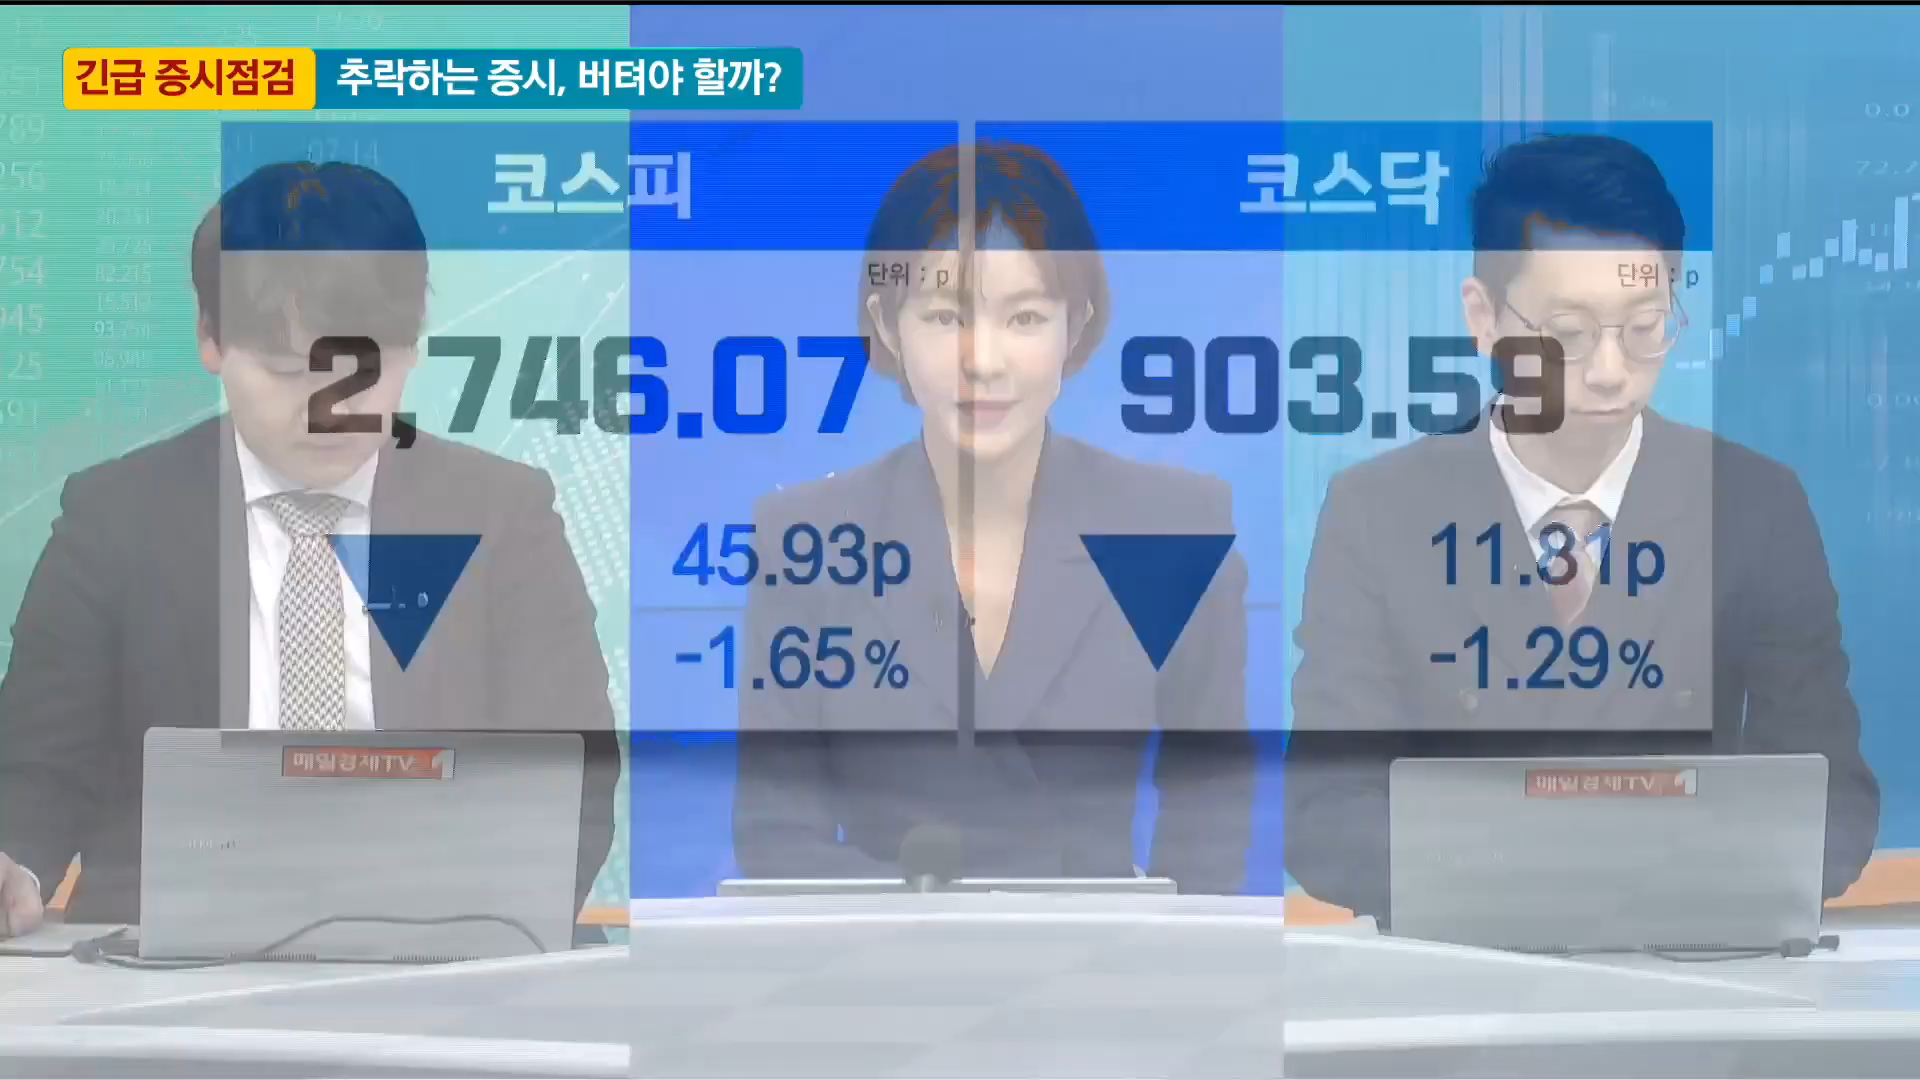 긴급 증시점검 추락하는 증시, 버텨야 할까?
코스피
단위 : p
2,746.07
45.93p
-1.65%
코스닥
단위 : p
903.59
11.81p
-1.29%
매일경제TV
매일경제TV